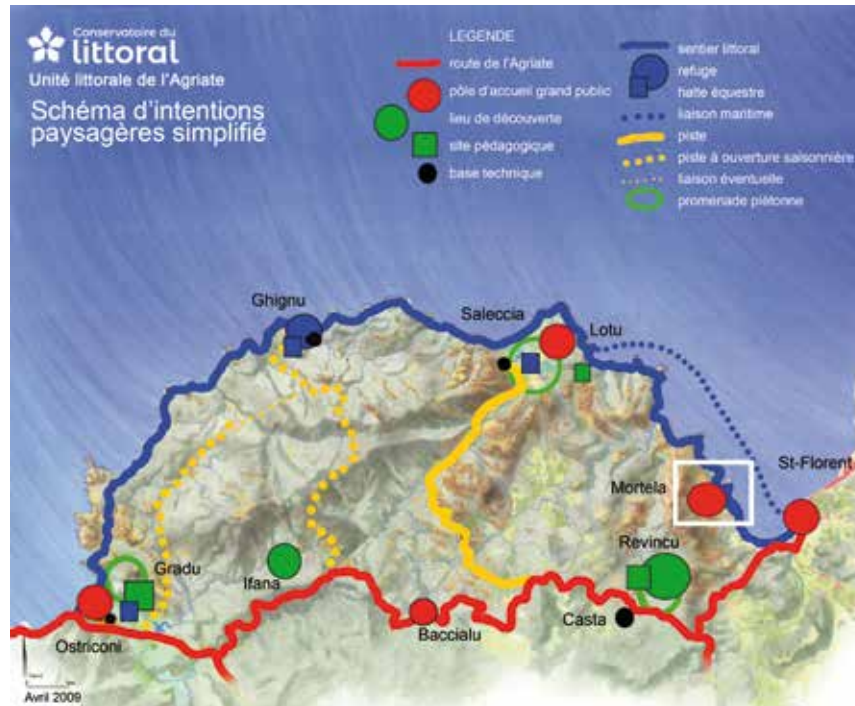 Conservatoire du
littoral
Unité littorale de l'Agriate
Schéma d'intentions
paysagères simplifié
LEGENDE
route de l'Agriate
pôle d'accueil grand public
lieu de découverte
site pédagogique
base technique
sentier littoral
refuge
halte équestre
liaison maritime
piste
piste à ouverture saisonnière
liaison éventuelle
promenade piétonne
Ghignu
Saleccia
Lotu
St-Florent
Mortela
Revincu
Gradu
Ifana
Baccialu
Casta
Ostriconi
Avril 2009